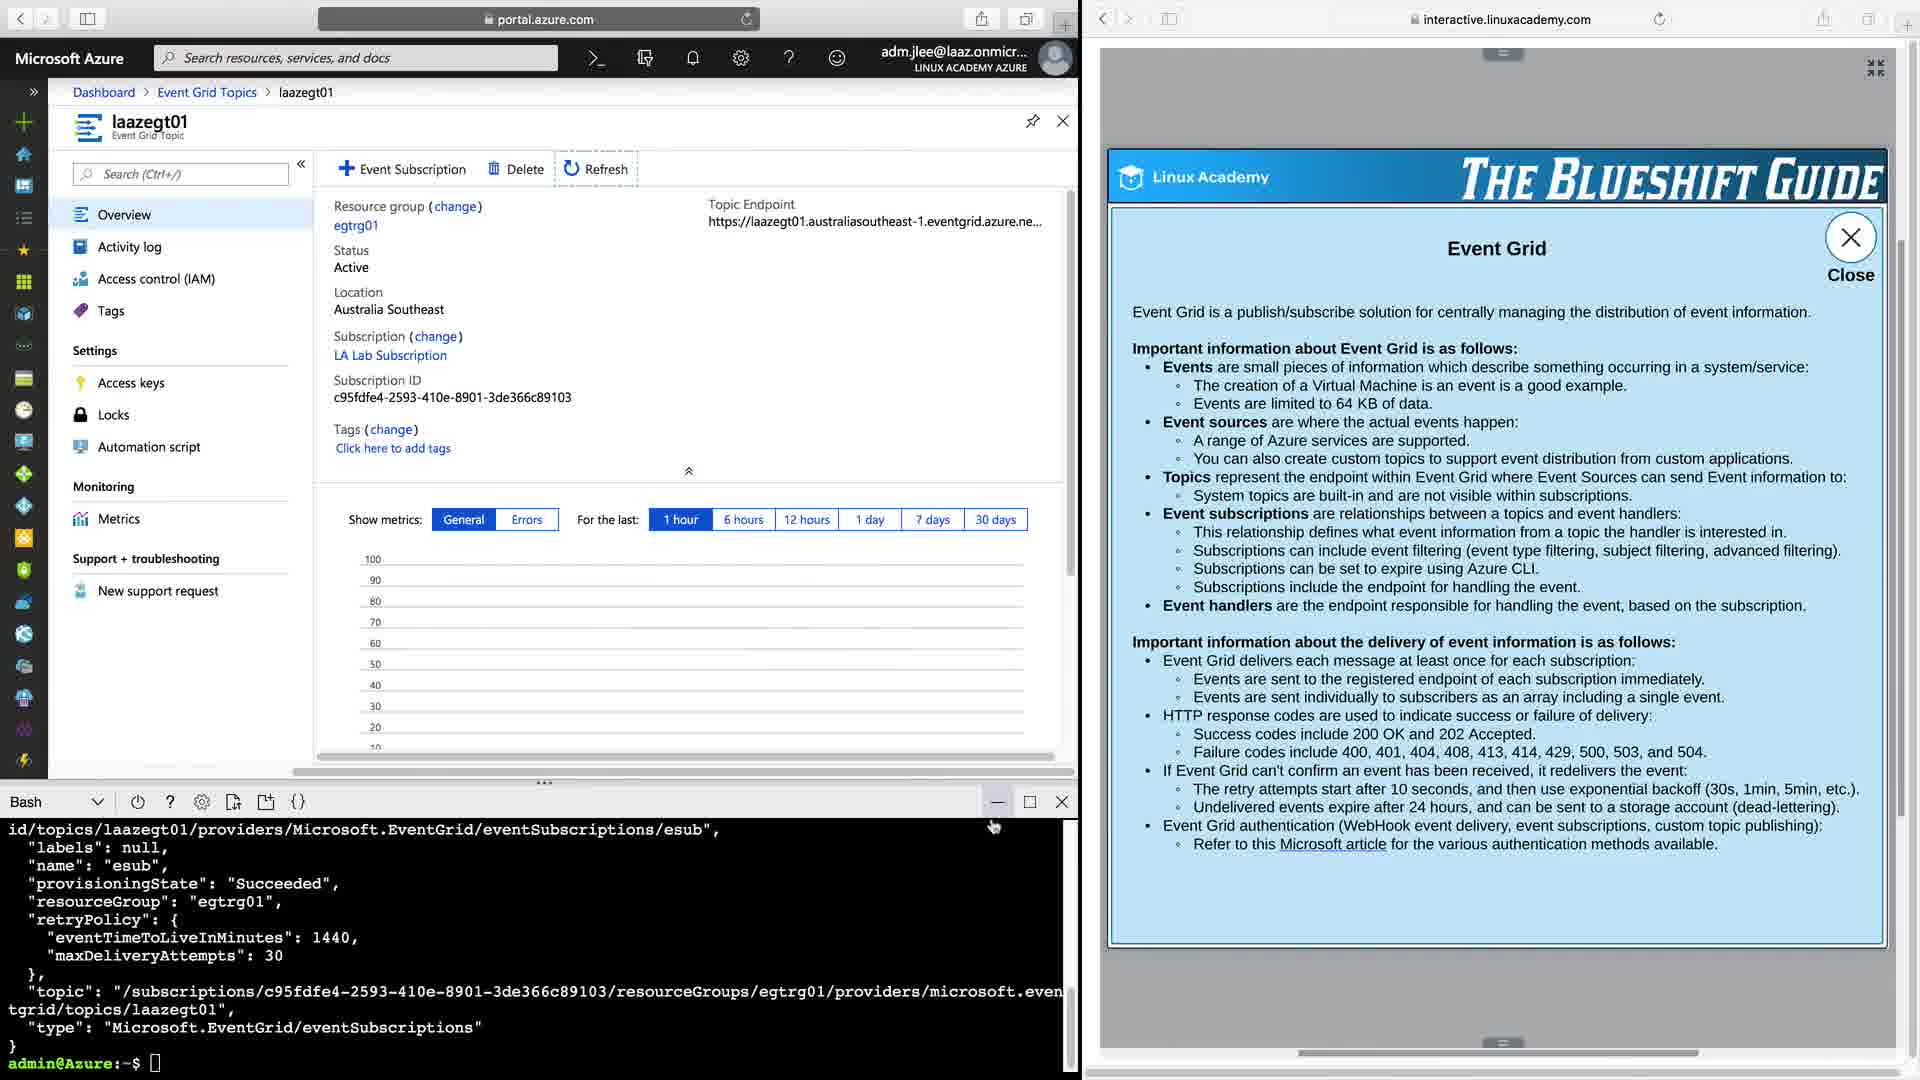 portal.azure.com
Microsoft Azure
Search resources, services, and docs
adm.jlee@laaz.onmicr...
LINUX ACADEMY AZURE
Dashboard > Event Grid Topics > laazegt01
laazegt01
Event Grid Topic
Search (Ctrl+/)
Event Subscription
Delete
Refresh
Overview
Activity log
Access control (IAM)
Tags
Settings
Access keys
Locks
Automation script
Monitoring
Metrics
Support + troubleshooting
New support request
Resource group (change)
egtrg01
Status
Active
Location
Australia Southeast
Subscription (change)
LA Lab Subscription
Subscription ID
c95fdfe4-2593-410e-8901-3de366c89103
Tags (change)
Click here to add tags
Topic Endpoint
https://laazegt01.australiasoutheast-1.eventgrid.azure.ne...
Show metrics: General Errors For the last: 1 hour 6 hours 12 hours 1 day 7 days 30 days
100
90
80
70
60
50
40
30
20
10
Bash
id/topics/laazegt01/providers/Microsoft.EventGrid/eventSubscriptions/esub",
"labels": null,
"name": "esub",
"provisioningState": "Succeeded",
"resourceGroup": "egtrg01",
"retryPolicy": {
"eventTimeToLiveInMinutes": 1440,
"maxDeliveryAttempts": 30
},
"topic": "/subscriptions/c95fdfe4-2593-410e-8901-3de366c89103/resourceGroups/egtrg01/providers/microsoft.even
tgrid/topics/laazegt01",
"type": "Microsoft.EventGrid/eventSubscriptions"
}
admin@Azure:~$
interactive.linuxacademy.com
Linux Academy
THE BLUESHIFT GUIDE
Event Grid
Close
Event Grid is a publish/subscribe solution for centrally managing the distribution of event information.
Important information about Event Grid is as follows:
• Events are small pieces of information which describe something occurring in a system/service:
◦ The creation of a Virtual Machine is an event is a good example.
◦ Events are limited to 64 KB of data.
• Event sources are where the actual events happen:
◦ A range of Azure services are supported.
◦ You can also create custom topics to support event distribution from custom applications.
• Topics represent the endpoint within Event Grid where Event Sources can send Event information to:
◦ System topics are built-in and are not visible within subscriptions.
• Event subscriptions are relationships between a topics and event handlers:
◦ This relationship defines what event information from a topic the handler is interested in.
◦ Subscriptions can include event filtering (event type filtering, subject filtering, advanced filtering).
◦ Subscriptions can be set to expire using Azure CLI.
◦ Subscriptions include the endpoint for handling the event.
• Event handlers are the endpoint responsible for handling the event, based on the subscription.
Important information about the delivery of event information is as follows:
• Event Grid delivers each message at least once for each subscription:
◦ Events are sent to the registered endpoint of each subscription immediately.
◦ Events are sent individually to subscribers as an array including a single event.
• HTTP response codes are used to indicate success or failure of delivery:
◦ Success codes include 200 OK and 202 Accepted.
◦ Failure codes include 400, 401, 404, 408, 413, 414, 429, 500, 503, and 504.
• If Event Grid can't confirm an event has been received, it redelivers the event:
◦ The retry attempts start after 10 seconds, and then use exponential backoff (30s, 1min, 5min, etc.).
◦ Undelivered events expire after 24 hours, and can be sent to a storage account (dead-lettering).
• Event Grid authentication (WebHook event delivery, event subscriptions, custom topic publishing):
◦ Refer to this Microsoft article for the various authentication methods available.